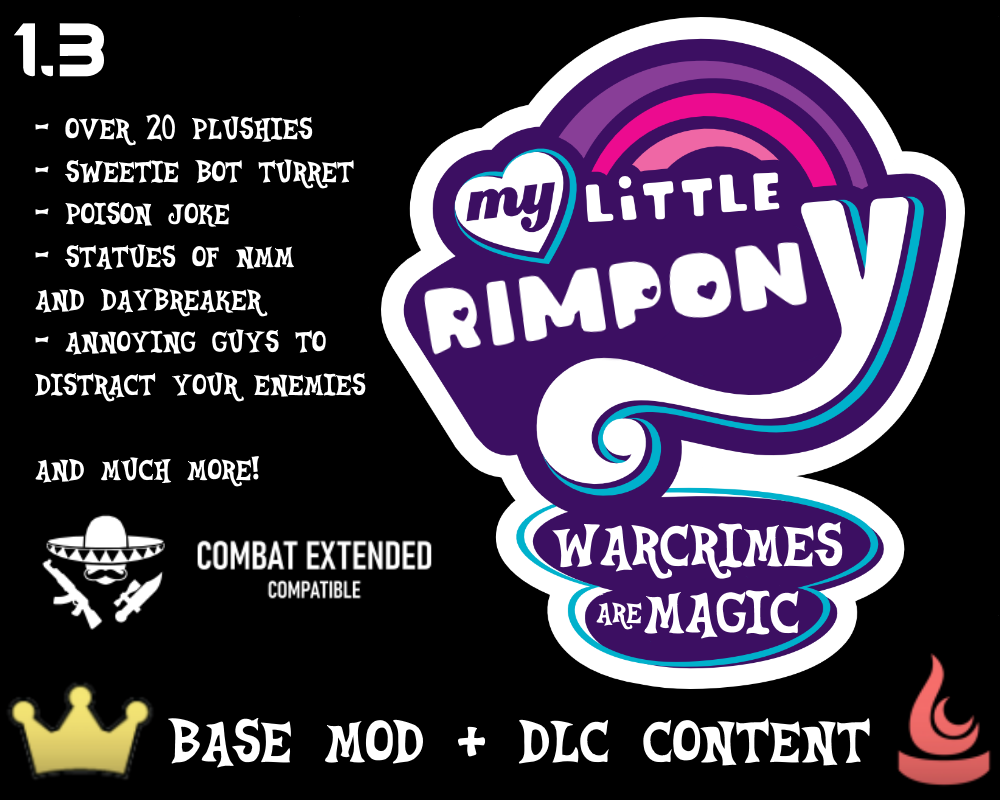 1.3
- OVER 20 PLUSHIES
- SWEETIE BOT TURRET
- POISON JOKE
- STATUES OF NMM
AND DAYBREAKER
- ANNOYING GUYS TO
DISTRACT YOUR ENEMIES
AND MUCH MORE!
my LiTTLE
RIMPONY
WARCRIMES
ARE MAGIC
COMBAT EXTENDED
COMPATIBLE
BASE MOD + DLC CONTENT